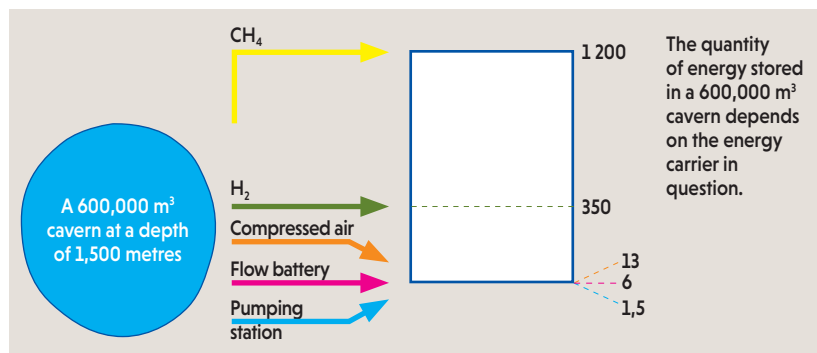 CH₄
1 200
The quantity
of energy stored
in a 600,000 m³
cavern depends
on the energy
carrier in
question.
A 600,000 m³
cavern at a depth
of 1,500 metres
H₂
350
Compressed air
13
Flow battery
6
Pumping
station
1,5